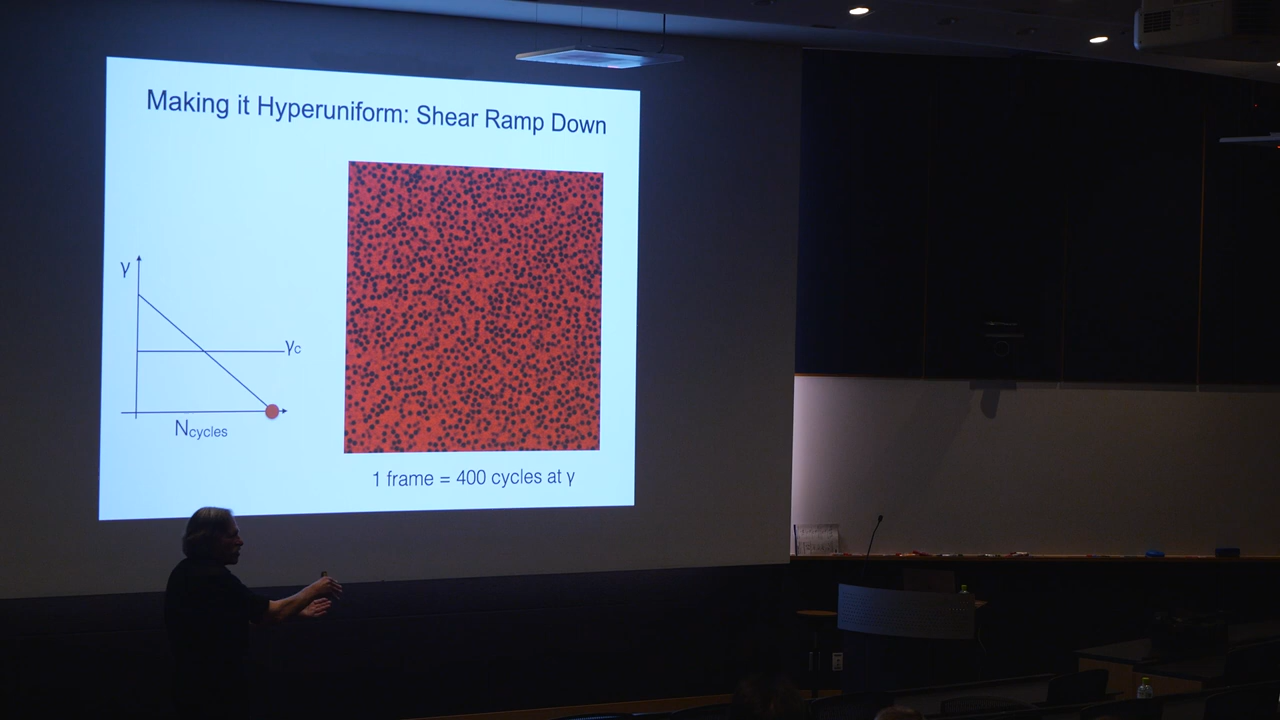 Making it Hyperuniform: Shear Ramp Down
γ
γc
Ncycles
1 frame = 400 cycles at γ